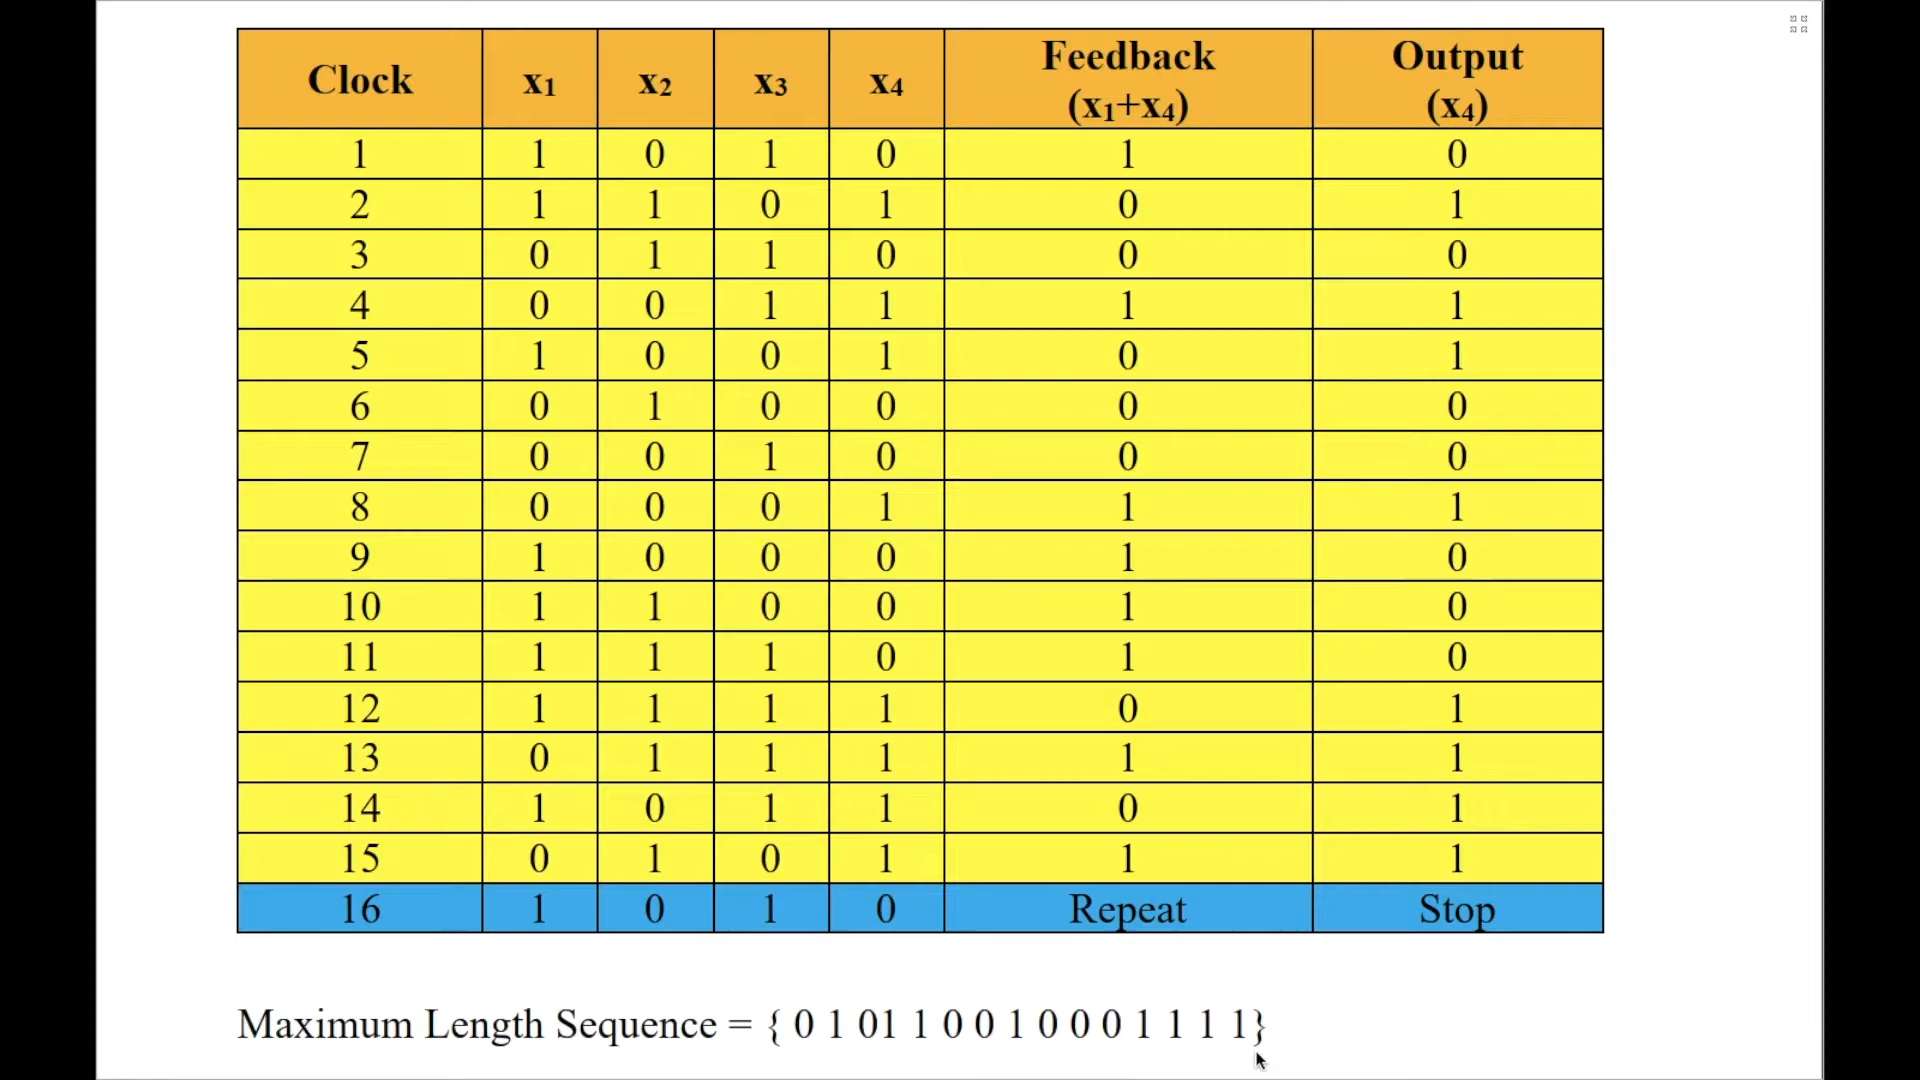 Clock x₁ x₂ x₃ x₄ Feedback (x₁+x₄) Output (x₄)
1 1 0 1 0 1 0
2 1 1 0 1 0 1
3 0 1 1 0 0 0
4 0 0 1 1 1 1
5 1 0 0 1 0 1
6 0 1 0 0 0 0
7 0 0 1 0 0 0
8 0 0 0 1 1 1
9 1 0 0 0 1 0
10 1 1 0 0 1 0
11 1 1 1 0 1 0
12 1 1 1 1 0 1
13 0 1 1 1 1 1
14 1 0 1 1 0 1
15 0 1 0 1 1 1
16 1 0 1 0 Repeat Stop
Maximum Length Sequence = { 0 1 01 1 0 0 1 0 0 0 1 1 1 1}